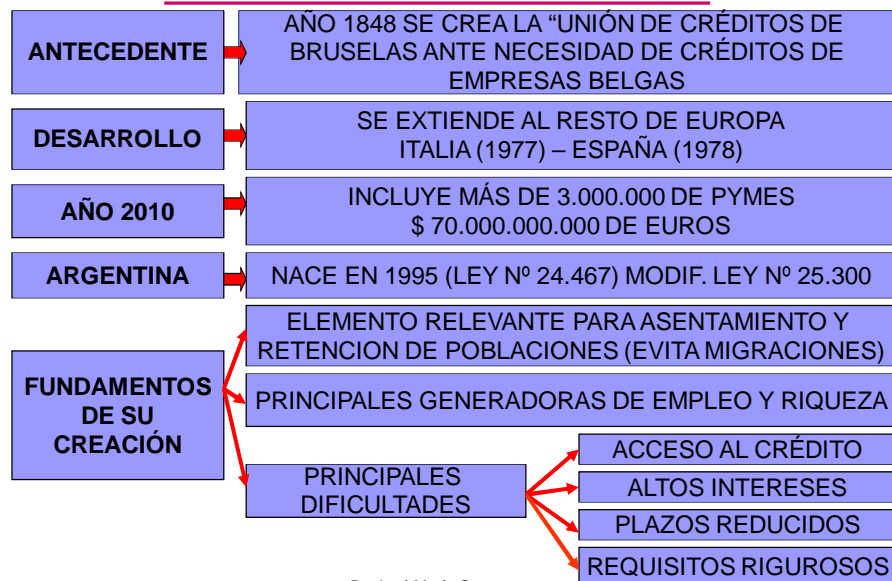 ANTECEDENTE
AÑO 1848 SE CREA LA “UNIÓN DE CRÉDITOS DE
BRUSELAS ANTE NECESIDAD DE CRÉDITOS DE
EMPRESAS BELGAS
DESARROLLO
SE EXTIENDE AL RESTO DE EUROPA
ITALIA (1977) – ESPAÑA (1978)
AÑO 2010
INCLUYE MÁS DE 3.000.000 DE PYMES
$ 70.000.000.000 DE EUROS
ARGENTINA
NACE EN 1995 (LEY Nº 24.467) MODIF. LEY Nº 25.300
FUNDAMENTOS
DE SU
CREACIÓN
ELEMENTO RELEVANTE PARA ASENTAMIENTO Y
RETENCION DE POBLACIONES (EVITA MIGRACIONES)
PRINCIPALES GENERADORAS DE EMPLEO Y RIQUEZA
PRINCIPALES
DIFICULTADES
ACCESO AL CRÉDITO
ALTOS INTERESES
PLAZOS REDUCIDOS
REQUISITOS RIGUROSOS